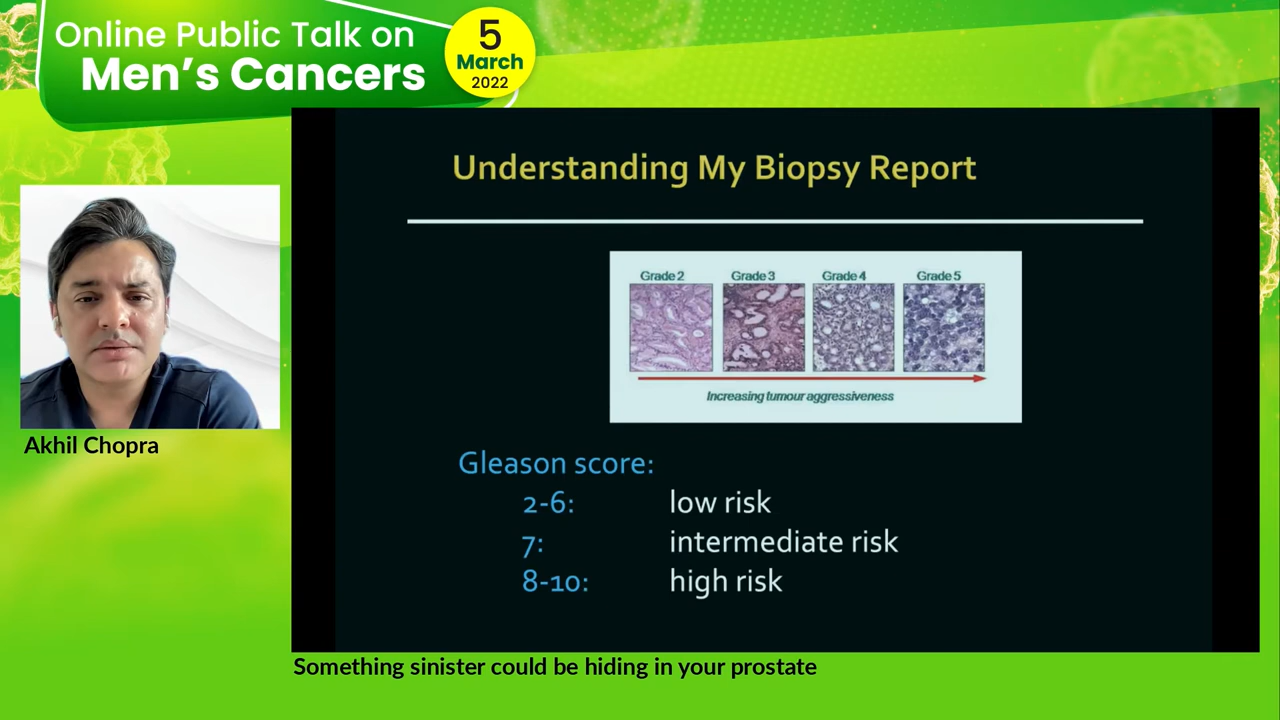 Online Public Talk on
Men's Cancers
5
March
2022
Understanding My Biopsy Report
Grade 2 Grade 3 Grade 4 Grade 5
Increasing tumour aggressiveness
Akhil Chopra
Gleason score:
2-6: low risk
7: intermediate risk
8-10: high risk
Something sinister could be hiding in your prostate